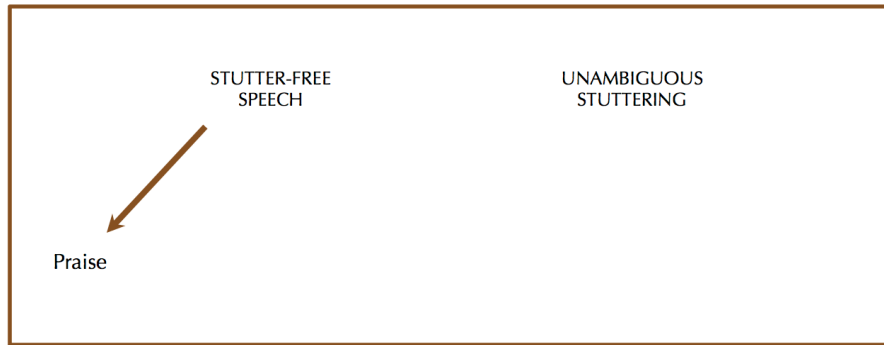 STUTTER-FREE
SPEECH
UNAMBIGUOUS
STUTTERING
Praise